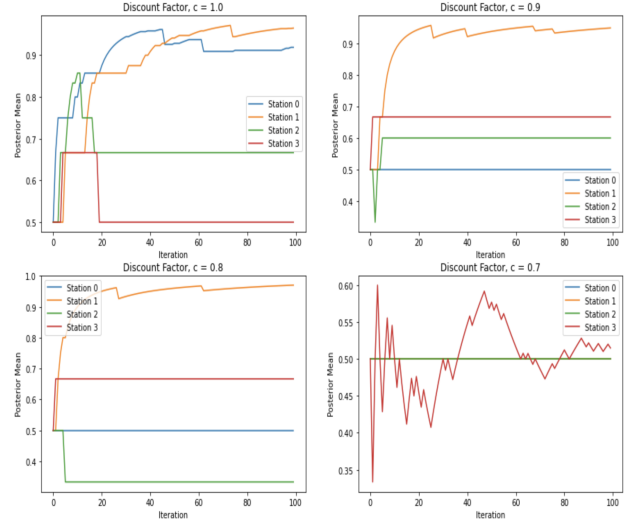 Discount Factor, c = 1.0
Posterior Mean
0.9
0.8
0.7
0.6
0.5
Station 0
Station 1
Station 2
Station 3
0
20
40
60
80
100
Iteration
Discount Factor, c = 0.9
Posterior Mean
0.9
0.8
0.7
0.6
0.5
0.4
Station 0
Station 1
Station 2
Station 3
0
20
40
60
80
100
Iteration
Discount Factor, c = 0.8
Posterior Mean
1.0
0.9
0.8
0.7
0.6
0.5
0.4
Station 0
Station 1
Station 2
Station 3
0
20
40
60
80
100
Iteration
Discount Factor, c = 0.7
Posterior Mean
0.60
0.55
0.50
0.45
0.40
0.35
Station 0
Station 1
Station 2
Station 3
0
20
40
60
80
100
Iteration